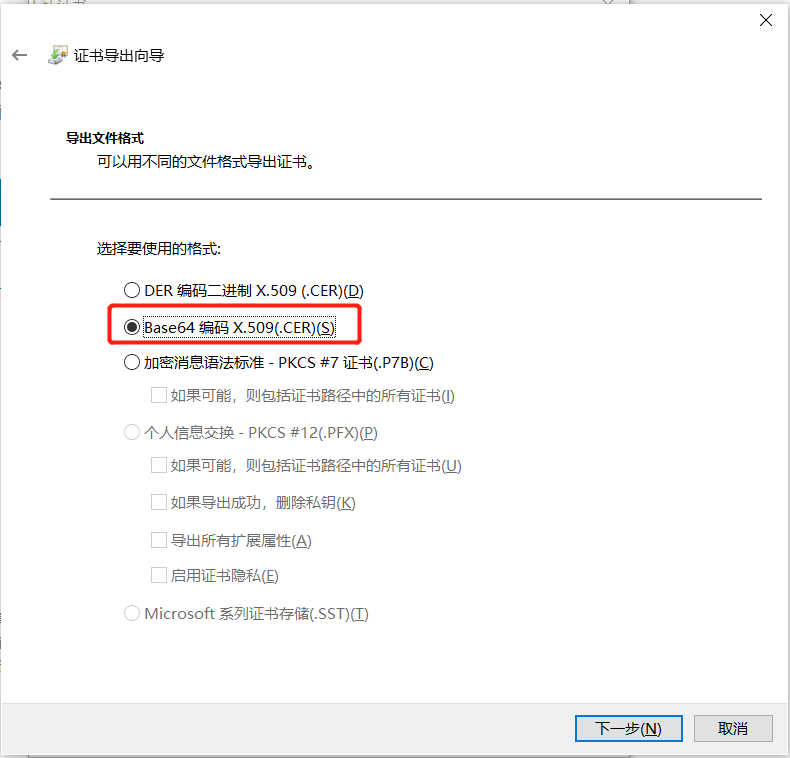 证书导出向导
导出文件格式
可以用不同的文件格式导出证书。
选择要使用的格式:
DER 编码二进制 X.509 (.CER)(D)
Base64 编码 X.509(.CER)(S)
加密消息语法标准 - PKCS #7 证书(.P7B)(C)
如果可能，则包括证书路径中的所有证书(I)
个人信息交换 - PKCS #12(.PFX)(P)
如果可能，则包括证书路径中的所有证书(U)
如果导出成功，删除私钥(K)
导出所有扩展属性(A)
启用证书隐私(E)
Microsoft 系列证书存储(.SST)(T)
下一步(N)
取消